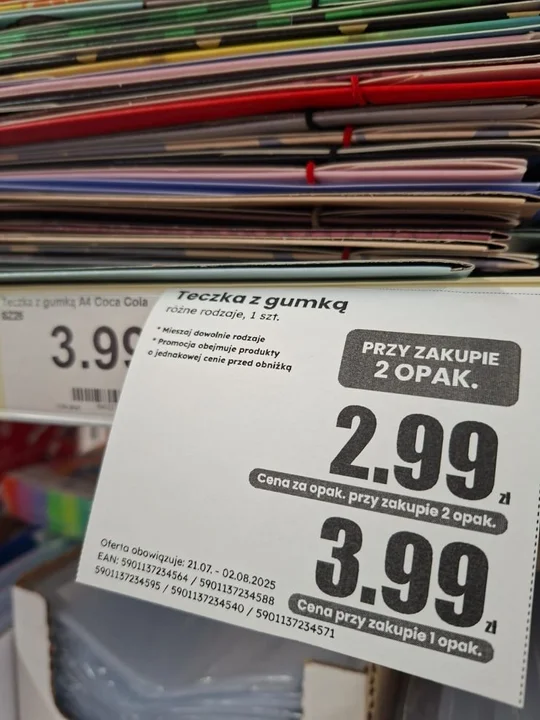 Teczka z gumką A4 Coca Cola
3.99
Teczka z gumką
różne rodzaje, 1 szt.
* Mieszaj dowolnie rodzaje
* Promocja obejmuje produkty
o jednakowej cenie przed obniżką
PRZY ZAKUPIE
2 OPAK.
2.99 zł
Cena za opak. przy zakupie 2 opak.
3.99 zł
Cena przy zakupie 1 opak.
Oferta obowiązuje: 21.07. - 02.08.2025
EAN: 5901137234564 / 5901137234588
5901137234595 / 5901137234540 / 5901137234571